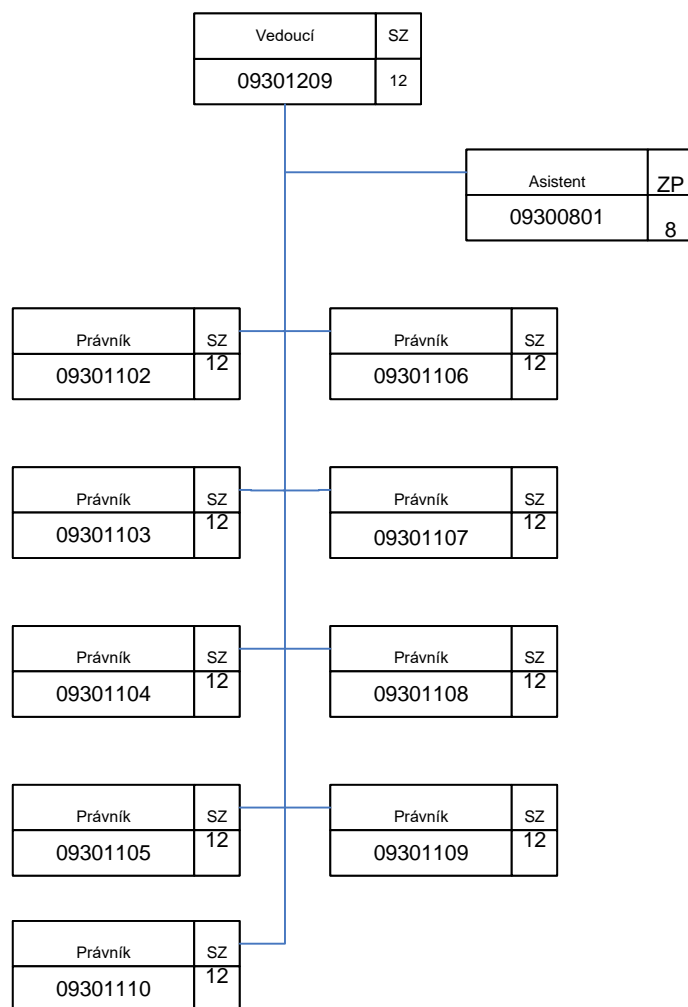 Vedoucí SZ
09301209 12
Asistent ZP
09300801 8
Právník SZ
09301102 12
Právník SZ
09301106 12
Právník SZ
09301103 12
Právník SZ
09301107 12
Právník SZ
09301104 12
Právník SZ
09301108 12
Právník SZ
09301105 12
Právník SZ
09301109 12
Právník SZ
09301110 12